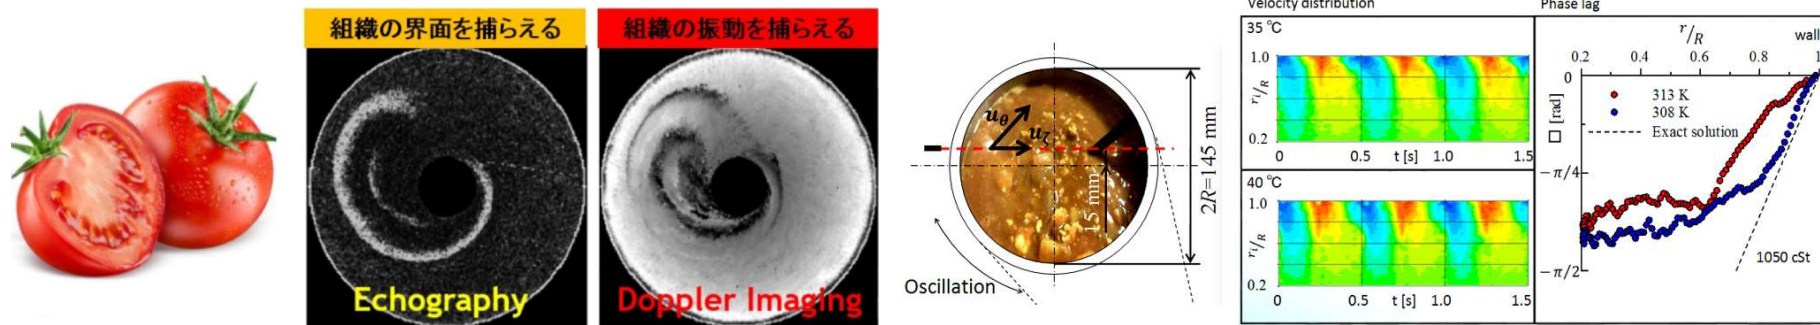 組織の界面を捕らえる
Echography
組織の振動を捕らえる
Doppler Imaging
uθ
uζ
15 mm
2R=145 mm
Oscillation
Velocity distribution
35 ℃
1.0
ri/R
0.2
0 0.5 1.0 1.5
t [s]
40 ℃
1.0
ri/R
0.2
0 0.5 1.0 1.5
t [s]
Phase lag
r/R
wall
0.2 0.4 0.6 0.8 1
0
□ [rad]
−π/4
−π/2
313 K
308 K
Exact solution
1050 cSt